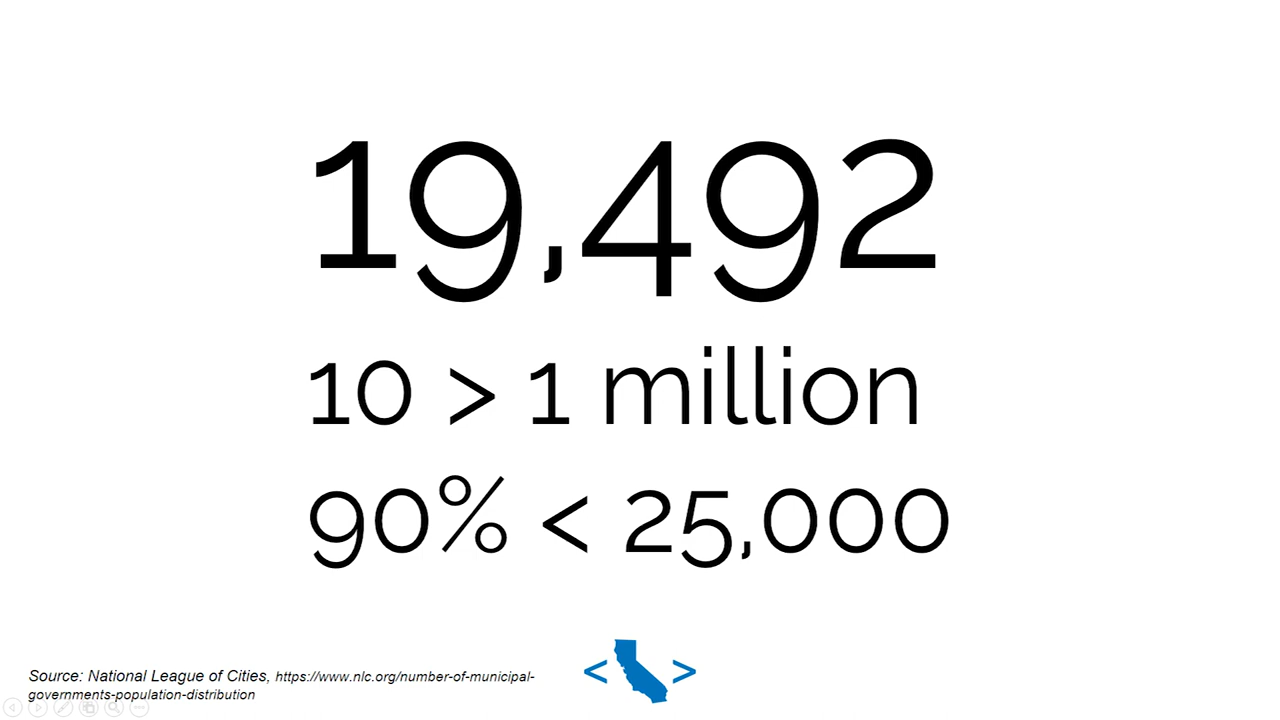 19,492
10 > 1 million
90% < 25,000
Source: National League of Cities, https://www.nlc.org/number-of-municipal-
governments-population-distribution
< >